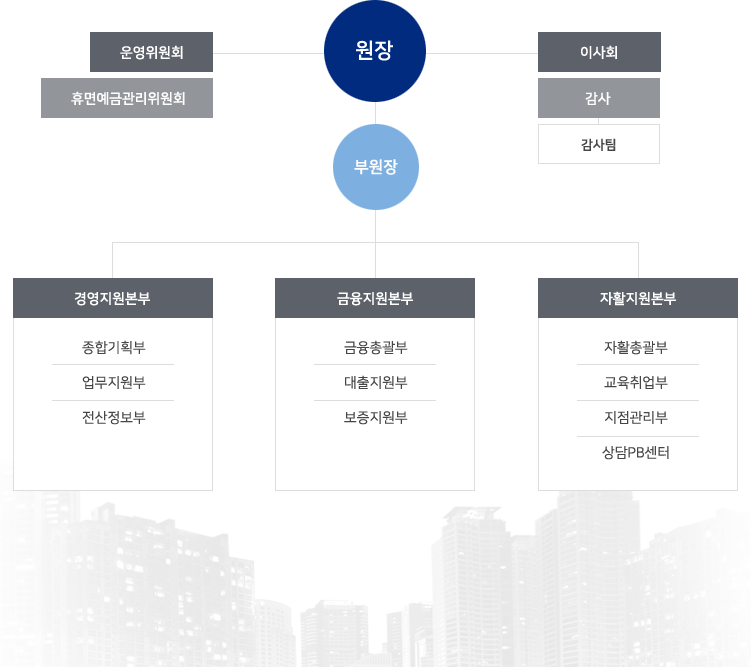 원장
운영위원회
휴면예금관리위원회
이사회
감사
감사팀
부원장
경영지원본부
종합기획부
업무지원부
전산정보부
금융지원본부
금융총괄부
대출지원부
보증지원부
자활지원본부
자활총괄부
교육취업부
지점관리부
상담PB센터